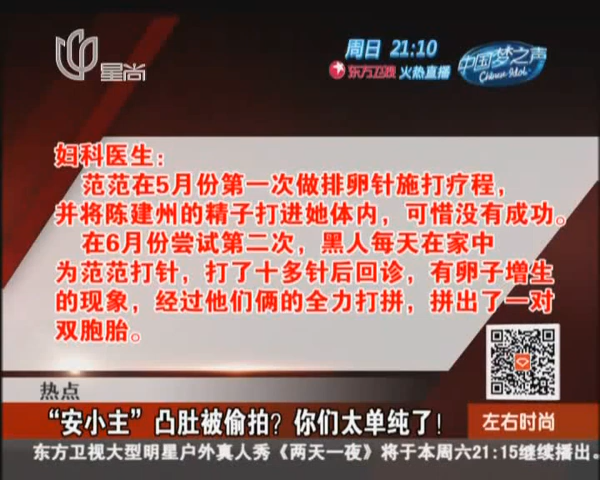 星尚
周日 21:10
东方卫视 火热直播
中国梦之声
Chinese Idol
妇科医生：
范范在5月份第一次做排卵针施打疗程，
并将陈建州的精子打进她体内，可惜没有成功。
在6月份尝试第二次，黑人每天在家中
为范范打针，打了十多针后回诊，有卵子增生
的现象，经过他们俩的全力打拼，拼出了一对
双胞胎。
热点
“安小主”凸肚被偷拍？你们太单纯了！
左右时尚
东方卫视大型明星户外真人秀《两天一夜》将于本周六21:15继续播出。